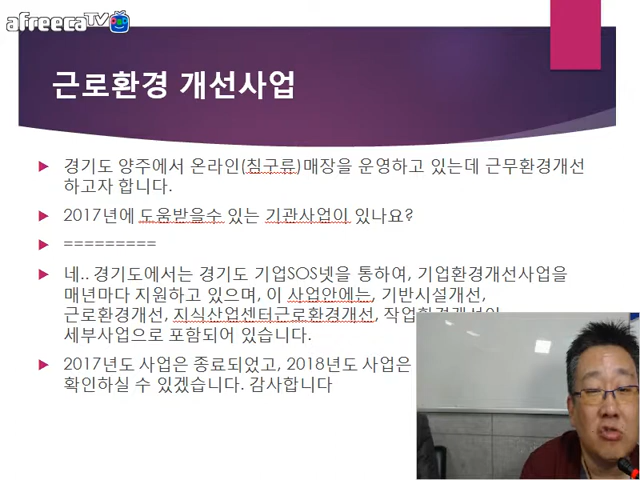 afreecaTV
근로환경 개선사업
경기도 양주에서 온라인(침구류)매장을 운영하고 있는데 근무환경개선
하고자 합니다.
2017년에 도움받을수 있는 기관사업이 있나요?
=========
네.. 경기도에서는 경기도 기업SOS넷을 통하여, 기업환경개선사업을
매년마다 지원하고 있으며, 이 사업안에는, 기반시설개선,
근로환경개선, 지식산업센터근로환경개선,
세부사업으로 포함되어 있습니다.
2017년도 사업은 종료되었고, 2018년도 사업은
확인하실 수 있겠습니다. 감사합니다